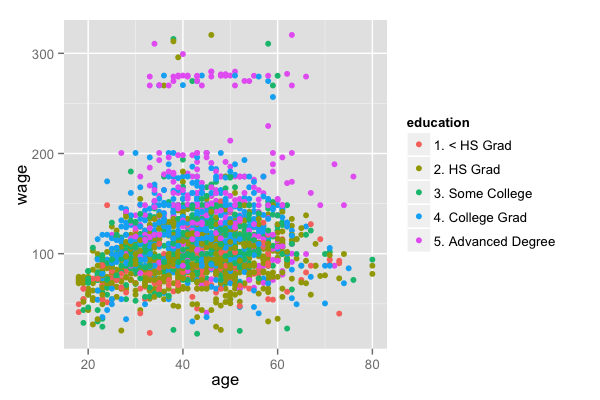 wage
300
200
100
20 40 60 80
age
education
1. < HS Grad
2. HS Grad
3. Some College
4. College Grad
5. Advanced Degree